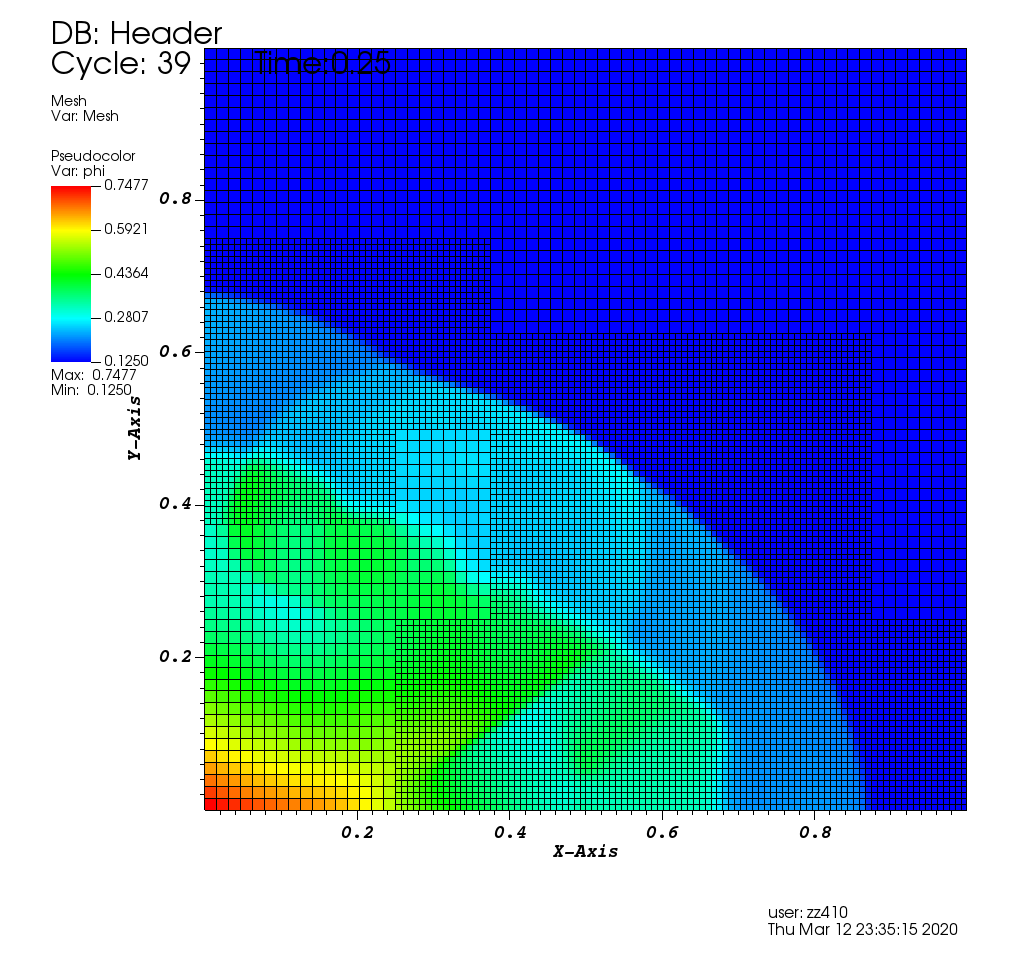 DB: Header
Cycle: 39 Time:0.25
Mesh
Var: Mesh
Pseudocolor
Var: phi
0.7477
0.5921
0.4364
0.2807
0.1250
Max: 0.7477
Min: 0.1250
Y-Axis
0.8
0.6
0.4
0.2
0.2 0.4 0.6 0.8
X-Axis
user: zz410
Thu Mar 12 23:35:15 2020